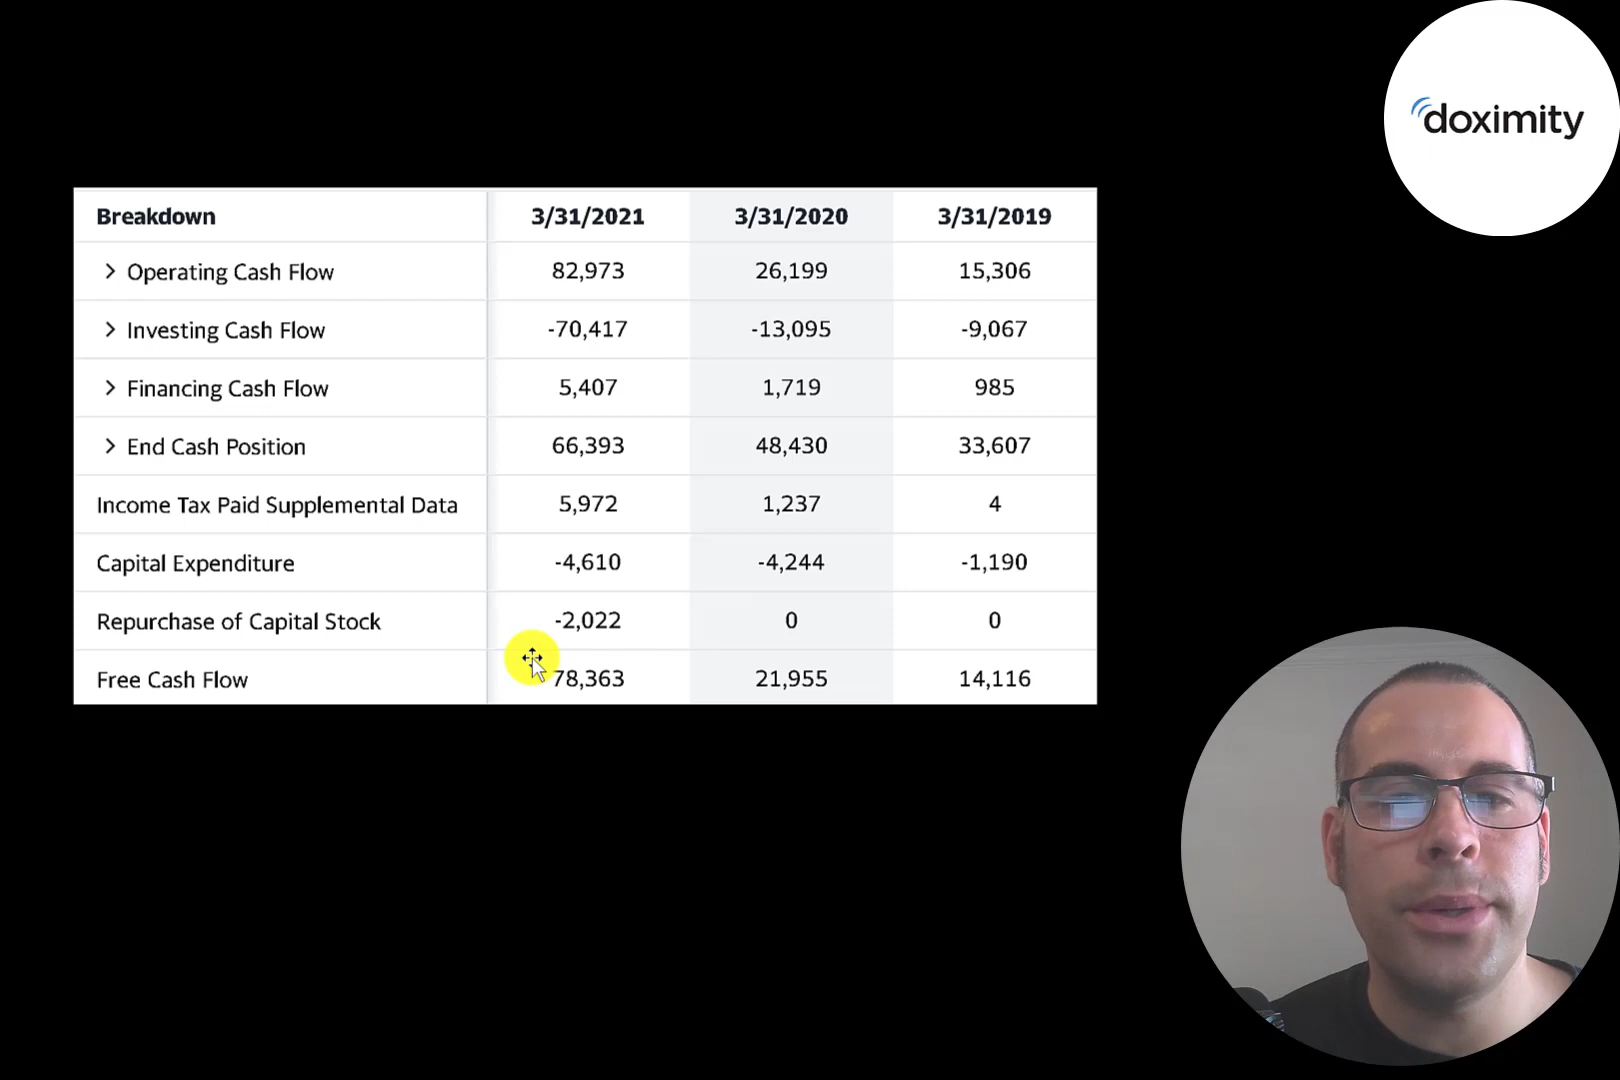 doximity
Breakdown 3/31/2021 3/31/2020 3/31/2019
Operating Cash Flow 82,973 26,199 15,306
Investing Cash Flow -70,417 -13,095 -9,067
Financing Cash Flow 5,407 1,719 985
End Cash Position 66,393 48,430 33,607
Income Tax Paid Supplemental Data 5,972 1,237 4
Capital Expenditure -4,610 -4,244 -1,190
Repurchase of Capital Stock -2,022 0 0
Free Cash Flow 78,363 21,955 14,116